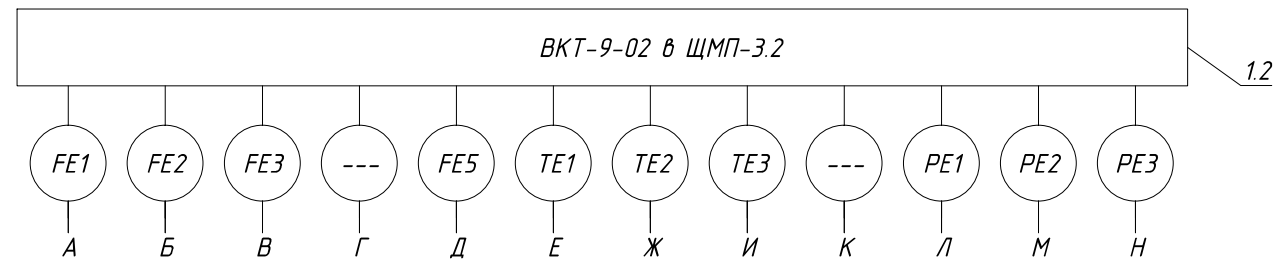 ВКТ-9-02 в ЩМП-3.2
1.2
FE1 FE2 FE3 --- FE5 TE1 TE2 TE3 --- PE1 PE2 PE3
А Б В Г Д Е Ж И К Л М Н